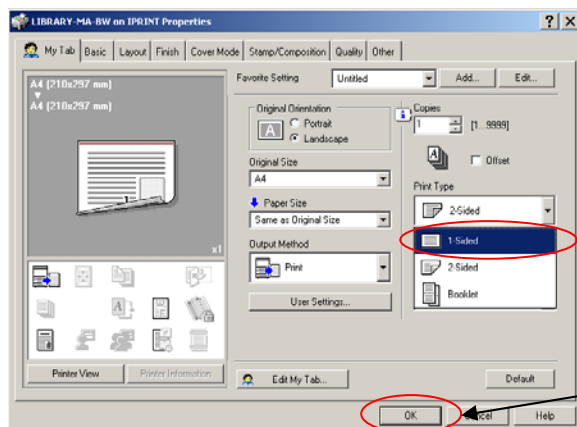 LIBRARY-MA-BW on IPRINT Properties
My Tab Basic Layout Finish Cover Mode Stamp/Composition Quality Other
A4 (210x297 mm)
A4 (210x297 mm)
x1
Printer View Printer Information
Favorite Setting Untitled Add... Edit...
Original Orientation
A Portrait
Landscape
Original Size
A4
Paper Size
Same as Original Size
Output Method
Print
User Settings...
Copies
1 [1...9999]
Offset
Print Type
2-Sided
1-Sided
2-Sided
Booklet
Edit My Tab... Default
OK Help